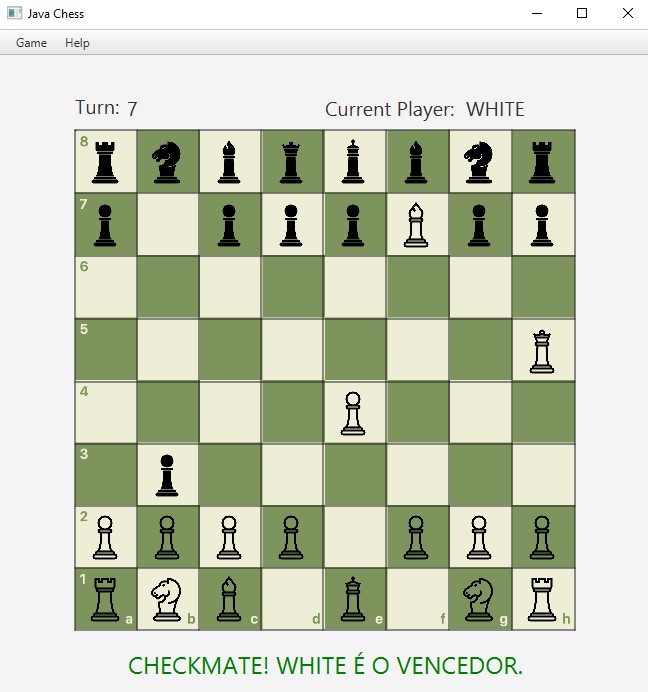 Java Chess
Game Help
Turn: 7 Current Player: WHITE
8
7
6
5
4
3
2
1
a b c d e f g h
CHECKMATE! WHITE É O VENCEDOR.